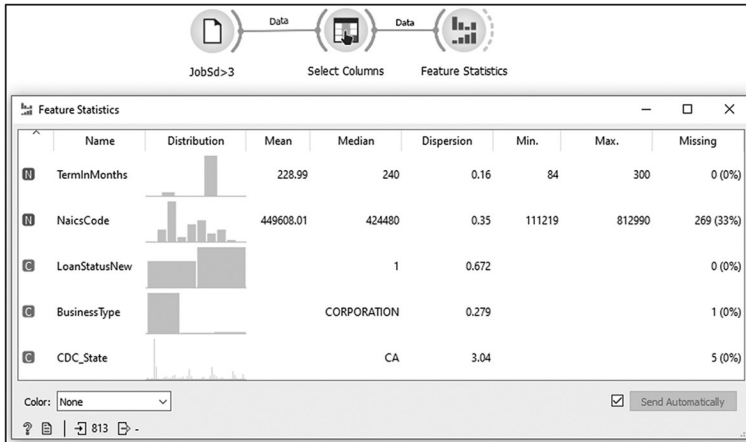 Data Data
JobSd>3 Select Columns Feature Statistics
Feature Statistics
Name Distribution Mean Median Dispersion Min. Max. Missing
N TermInMonths 228.99 240 0.16 84 300 0 (0%)
N NaicsCode 449608.01 424480 0.35 111219 812990 269 (33%)
C LoanStatusNew 1 0.672 0 (0%)
C BusinessType CORPORATION 0.279 1 (0%)
C CDC_State CA 3.04 5 (0%)
Color: None Send Automatically
? 813 -